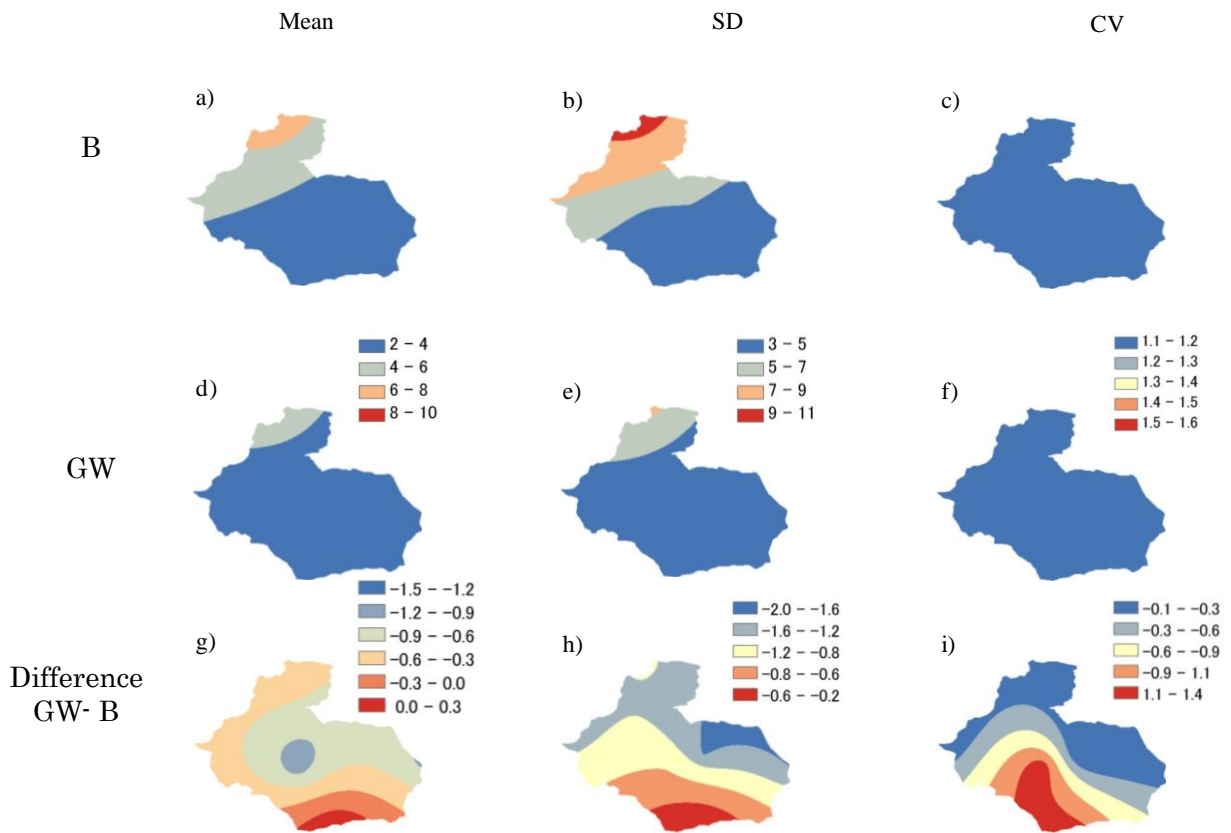 Mean SD CV
a) b) c)
B
2 – 4
4 – 6
6 – 8
8 – 10
3 – 5
5 – 7
7 – 9
9 – 11
1.1 – 1.2
1.2 – 1.3
1.3 – 1.4
1.4 – 1.5
1.5 – 1.6
d) e) f)
GW
-1.5 – -1.2
-1.2 – -0.9
-0.9 – -0.6
-0.6 – -0.3
-0.3 – 0.0
0.0 – 0.3
-2.0 – -1.6
-1.6 – -1.2
-1.2 – -0.8
-0.8 – -0.6
-0.6 – -0.2
-0.1 – -0.3
-0.3 – -0.6
-0.6 – -0.9
-0.9 – 1.1
1.1 – 1.4
g) h) i)
Difference
GW- B